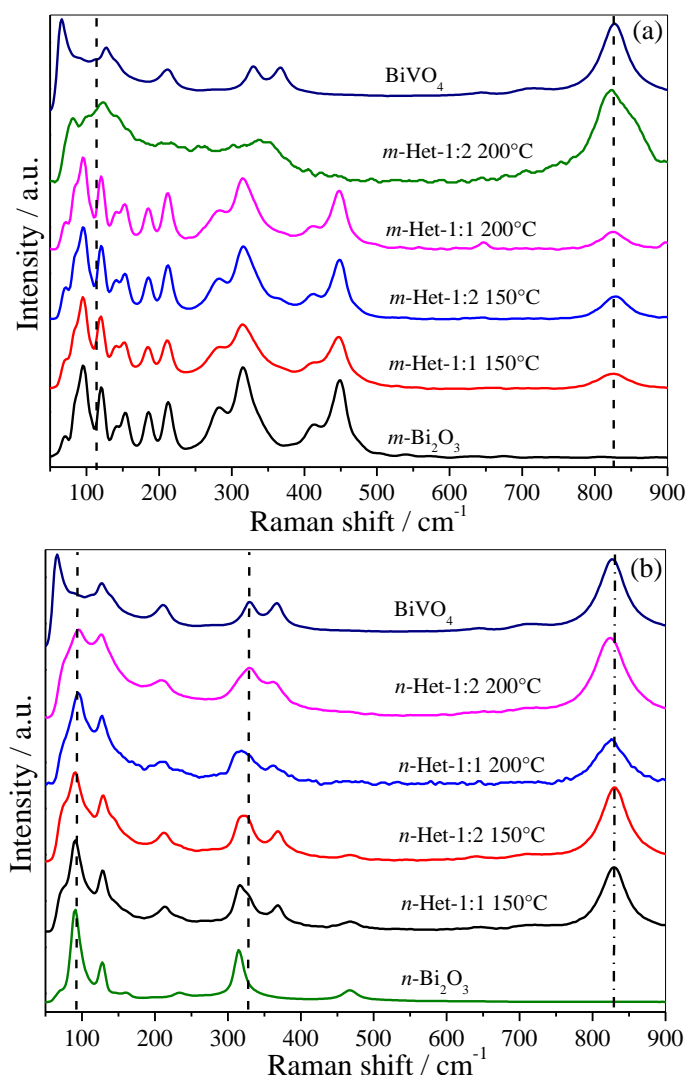 (a)
BiVO₄
m-Het-1:2 200°C
m-Het-1:1 200°C
m-Het-1:2 150°C
m-Het-1:1 150°C
m-Bi₂O₃
Intensity / a.u.
100 200 300 400 500 600 700 800 900
Raman shift / cm⁻¹
(b)
BiVO₄
n-Het-1:2 200°C
n-Het-1:1 200°C
n-Het-1:2 150°C
n-Het-1:1 150°C
n-Bi₂O₃
Intensity / a.u.
100 200 300 400 500 600 700 800 900
Raman shift / cm⁻¹